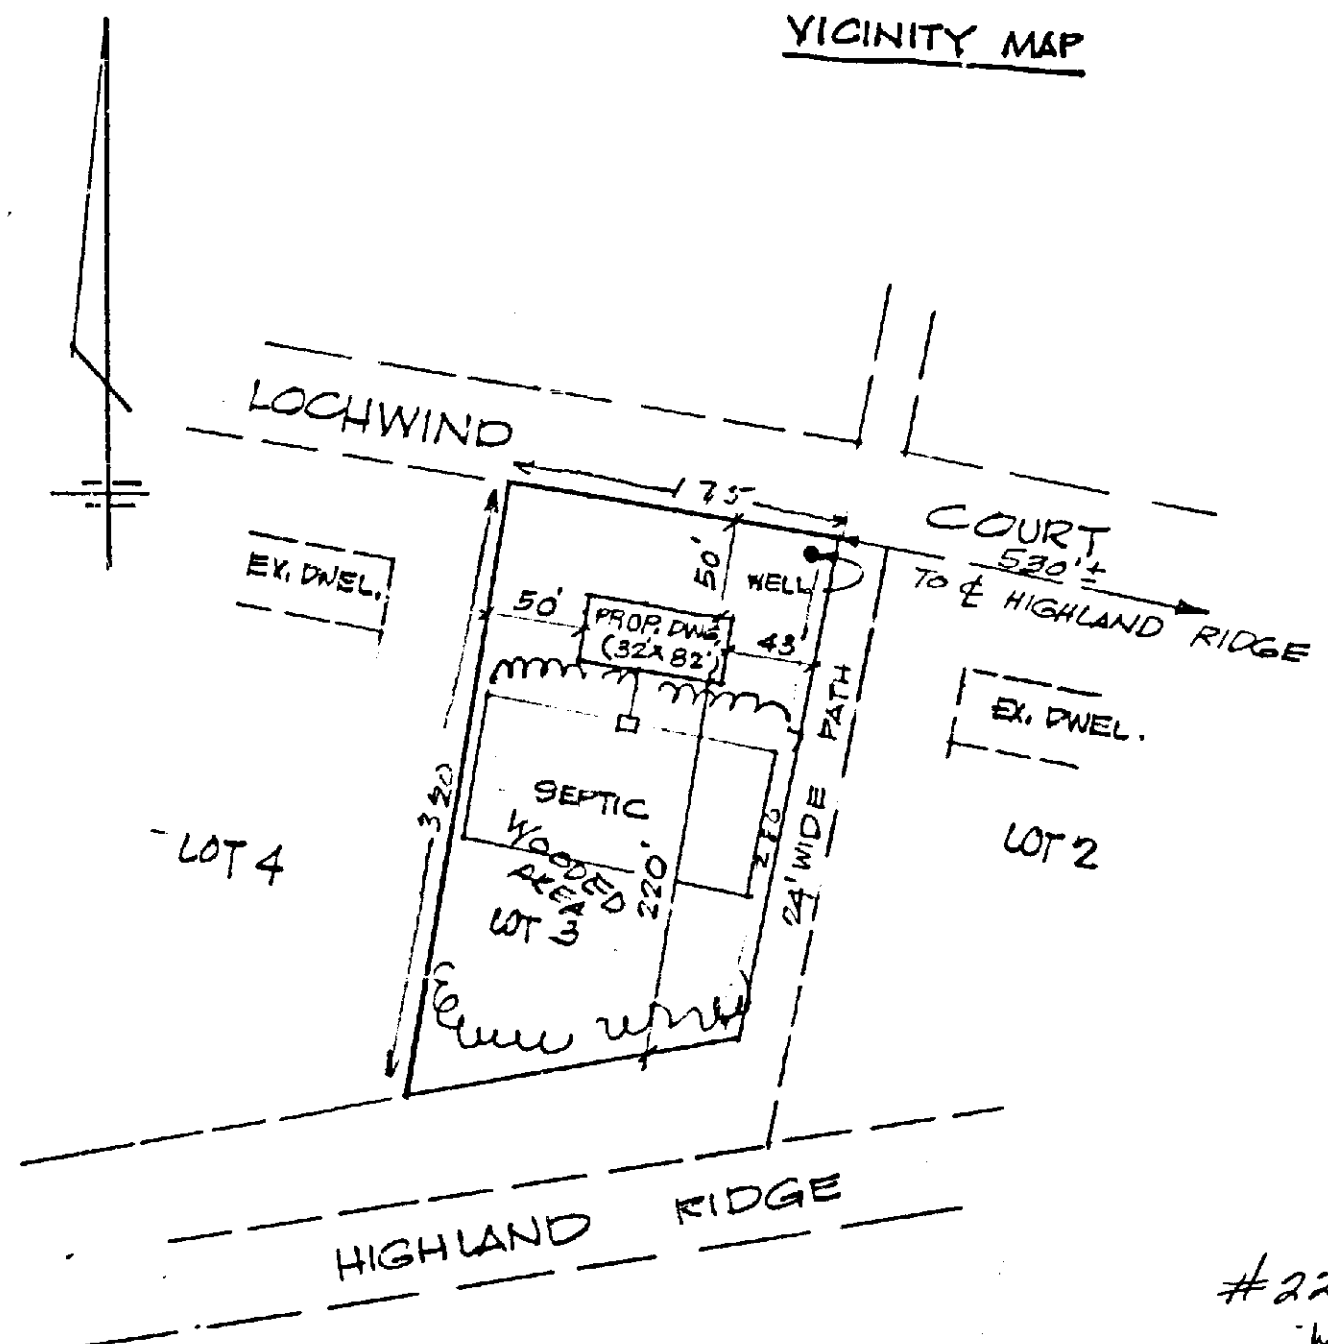 VICINITY MAP
LOCHWIND
COURT
175
530'±
TO ℄ HIGHLAND RIDGE
EX. DWEL.
50'
50'
WELL
PROP. DWG.
(32'X 82')
43'
EX. DWEL.
24' WIDE PATH
320
SEPTIC
WOODED
AREA
220'
LOT 4
LOT 3
LOT 2
HIGHLAND RIDGE
#22